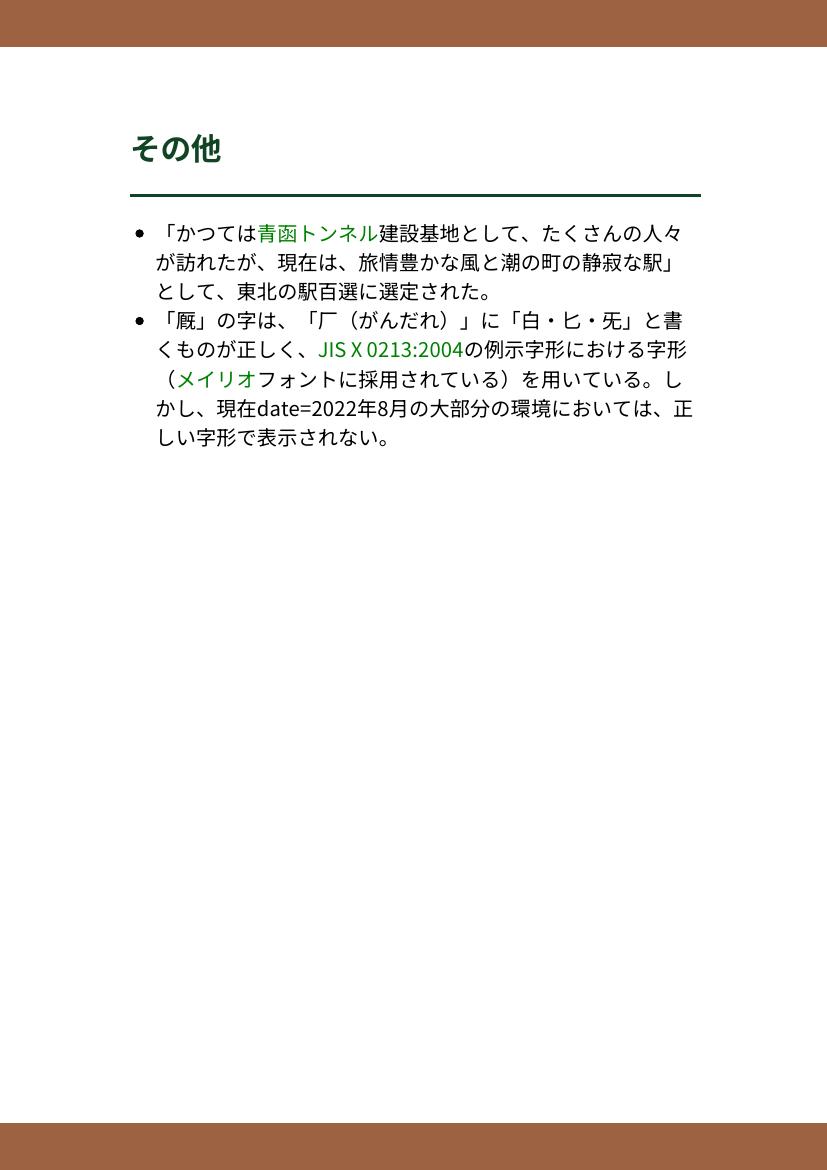 その他
「かつては青函トンネル建設基地として、たくさんの人々
が訪れたが、現在は、旅情豊かな風と潮の町の静寂な駅」
として、東北の駅百選に選定された。
「厩」の字は、「厂（がんだれ）」に「白・匕・旡」と書
くものが正しく、JIS X 0213:2004の例示字形における字形
（メイリオフォントに採用されている）を用いている。し
かし、現在date=2022年8月の大部分の環境においては、正
しい字形で表示されない。